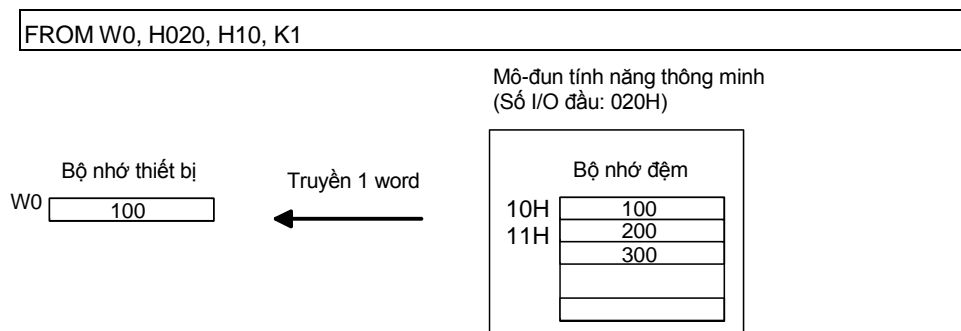 FROM W0, H020, H10, K1
Mô-đun tính năng thông minh
(Số I/O đầu: 020H)
Bộ nhớ thiết bị
Truyền 1 word
Bộ nhớ đệm
W0 100
10H 100
11H 200
300